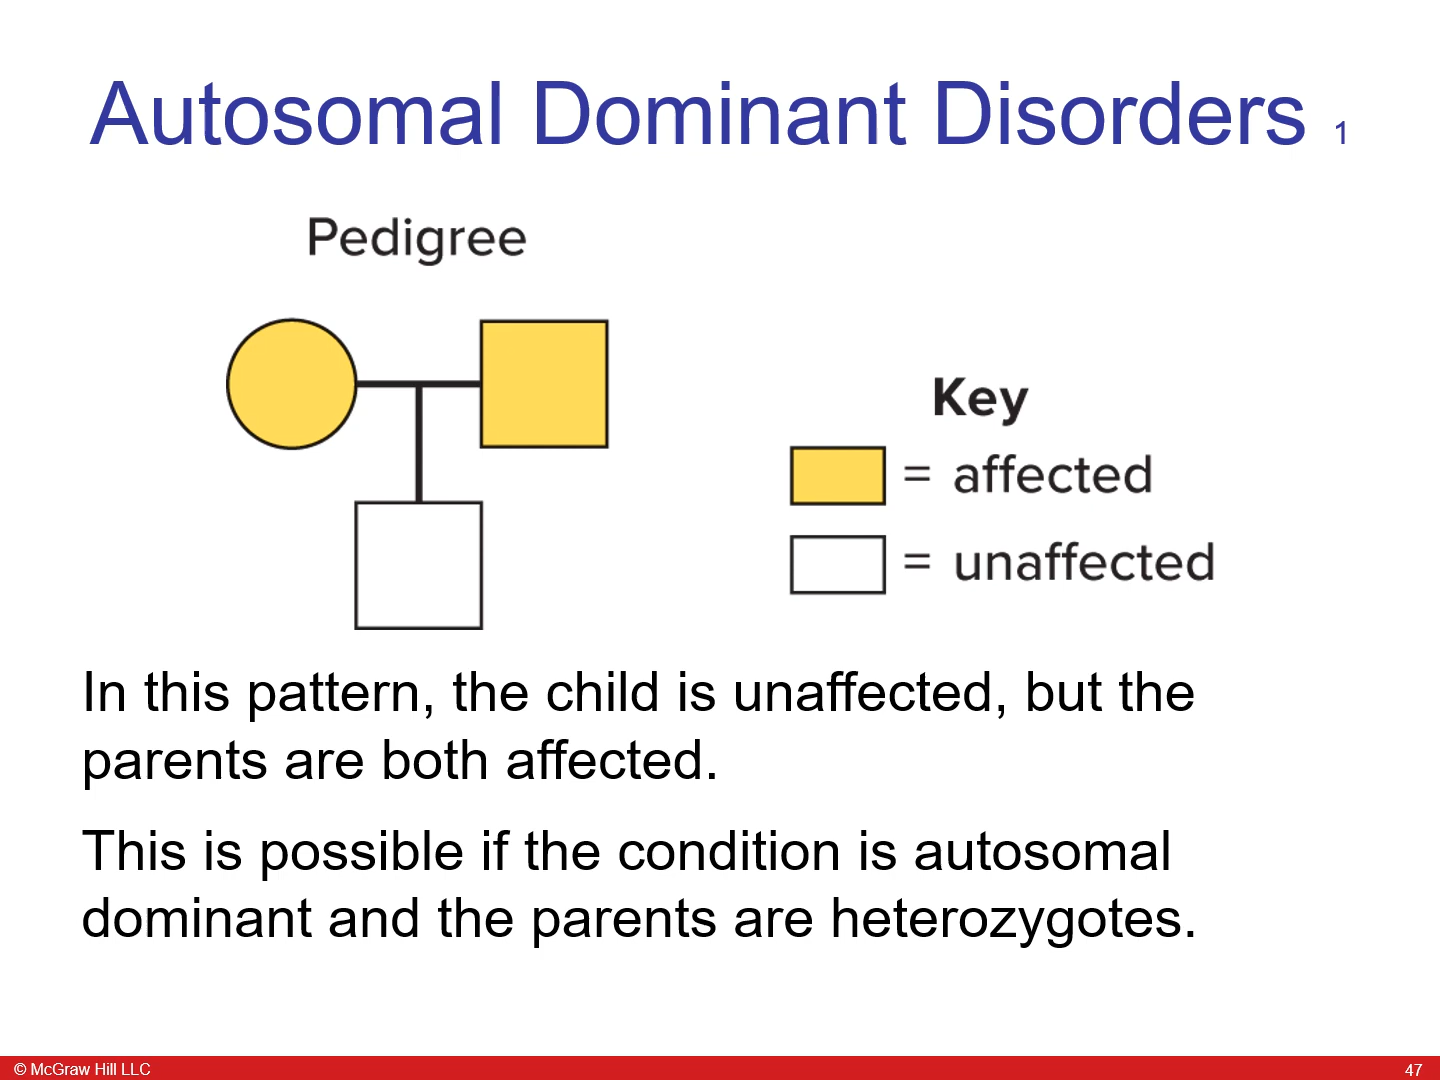 Autosomal Dominant Disorders 1
Pedigree
Key
= affected
= unaffected
In this pattern, the child is unaffected, but the
parents are both affected.
This is possible if the condition is autosomal
dominant and the parents are heterozygotes.
© McGraw Hill LLC
47